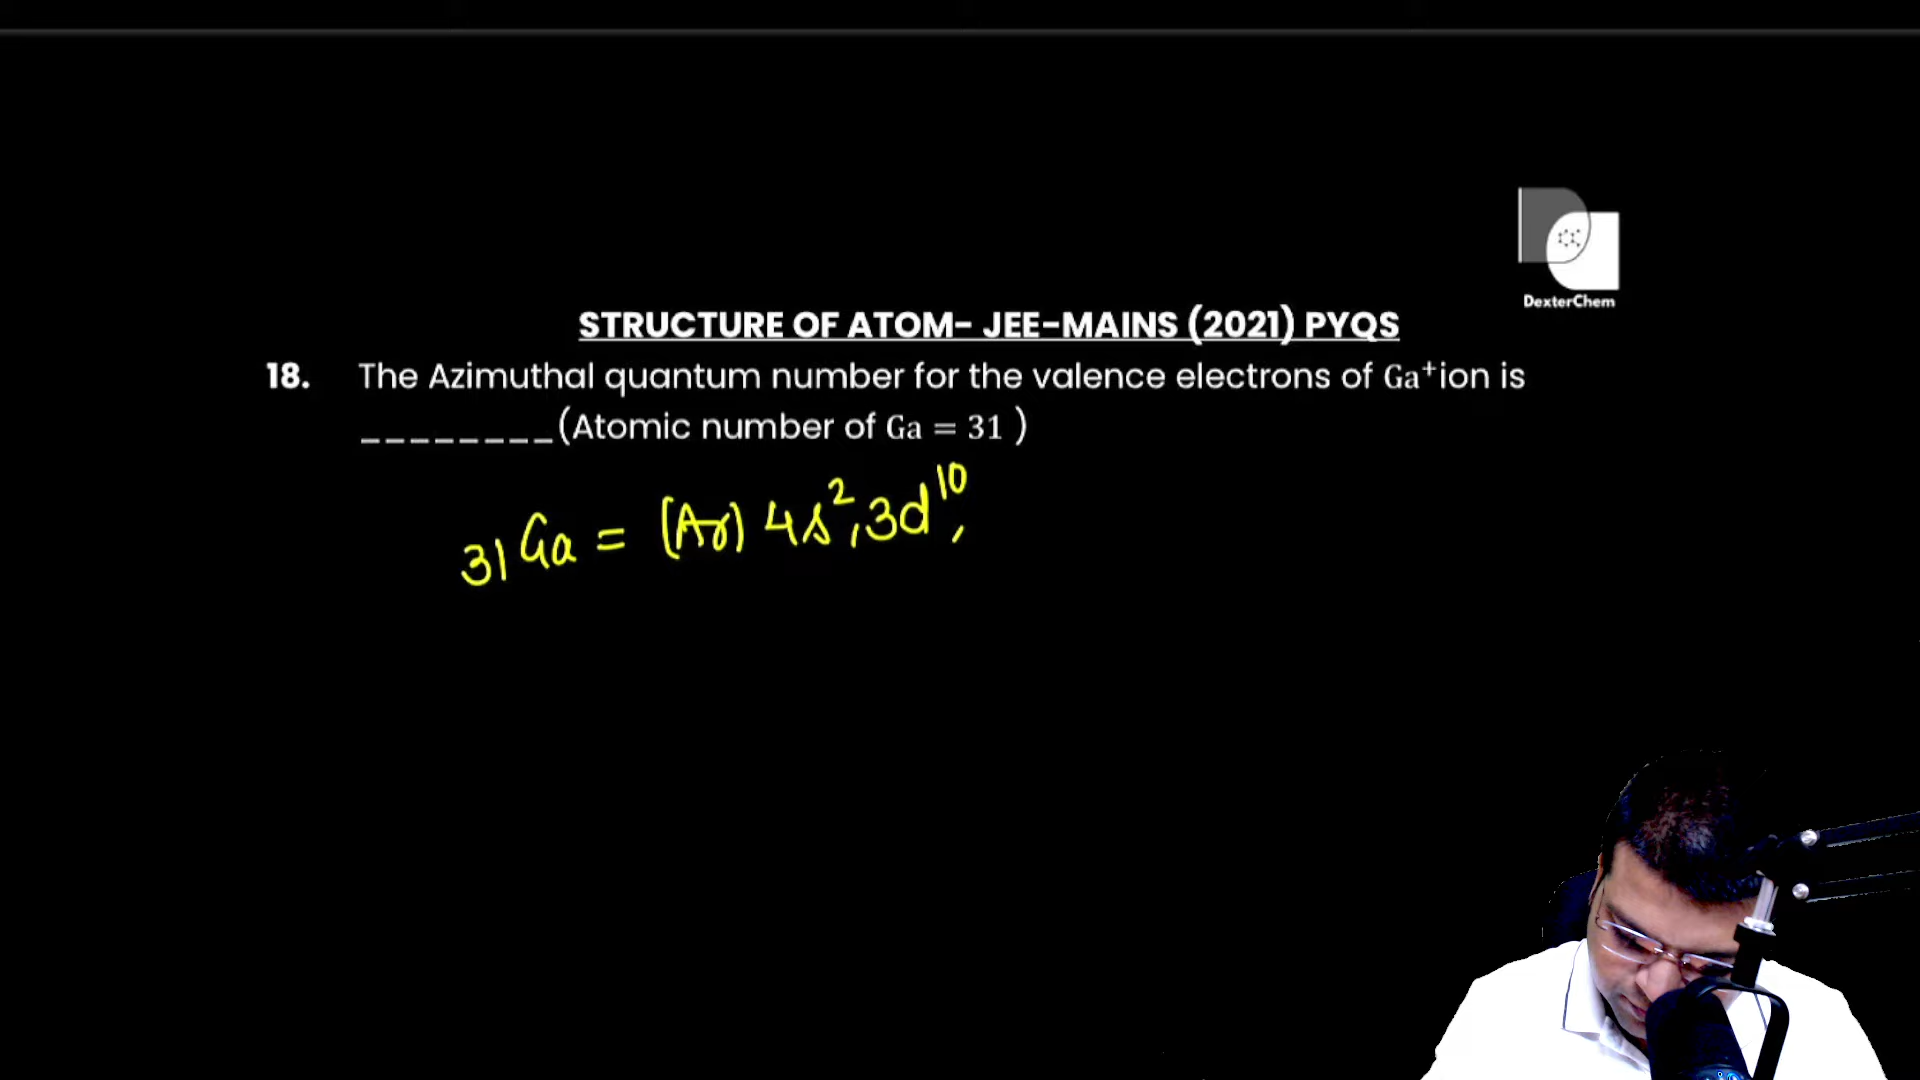 DexterChem
STRUCTURE OF ATOM- JEE-MAINS (2021) PYQS
18. The Azimuthal quantum number for the valence electrons of Ga⁺ion is
________(Atomic number of Ga = 31 )
₃₁Ga = (Ar) 4s², 3d¹⁰,